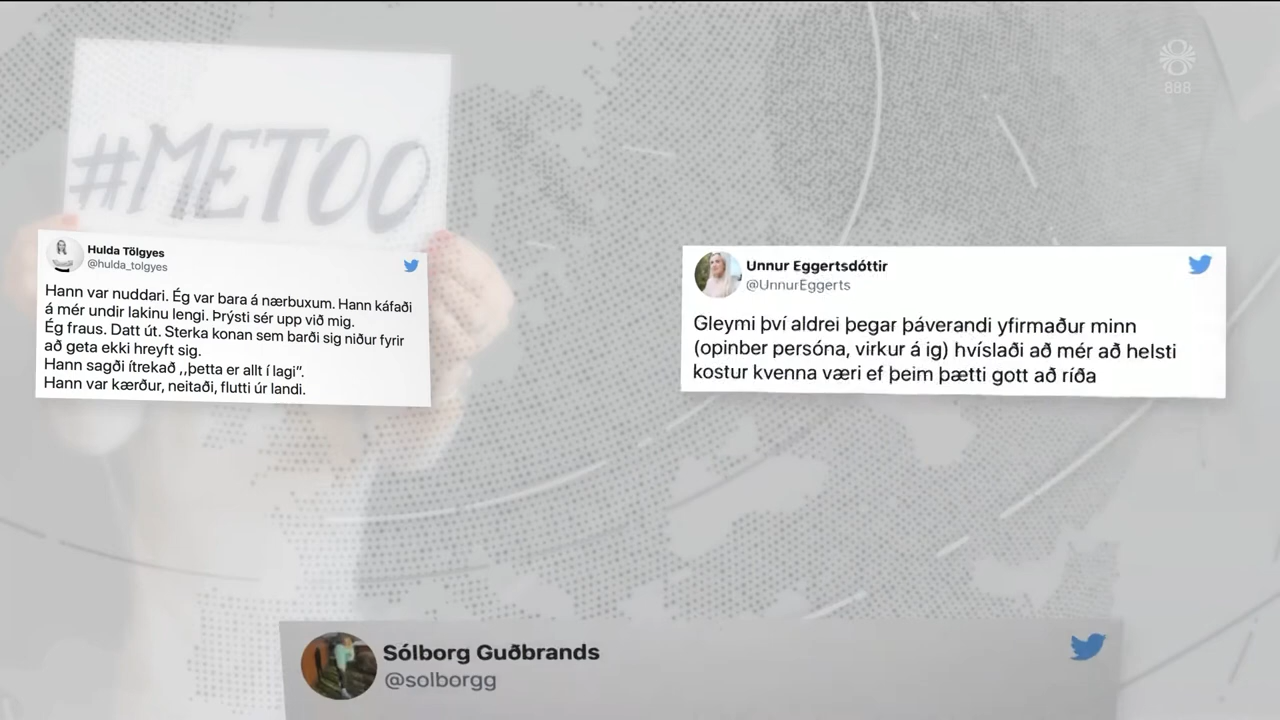 #METOO
888
Hulda Tölgyes
@hulda_tolgyes
Hann var nuddari. Ég var bara á nærbuxum. Hann káfaði
á mér undir lakinu lengi. Þrýsti sér upp við mig.
Ég fraus. Datt út. Sterka konan sem barði sig niður fyrir
að geta ekki hreyft sig.
Hann sagði ítrekað ,,þetta er allt í lagi".
Hann var kærður, neitaði, flutti úr landi.
Unnur Eggertsdóttir
@UnnurEggerts
Gleymi því aldrei þegar þáverandi yfirmaður minn
(opinber persóna, virkur á ig) hvíslaði að mér að helsti
kostur kvenna væri ef þeim þætti gott að ríða
Sólborg Guðbrands
@solborgg